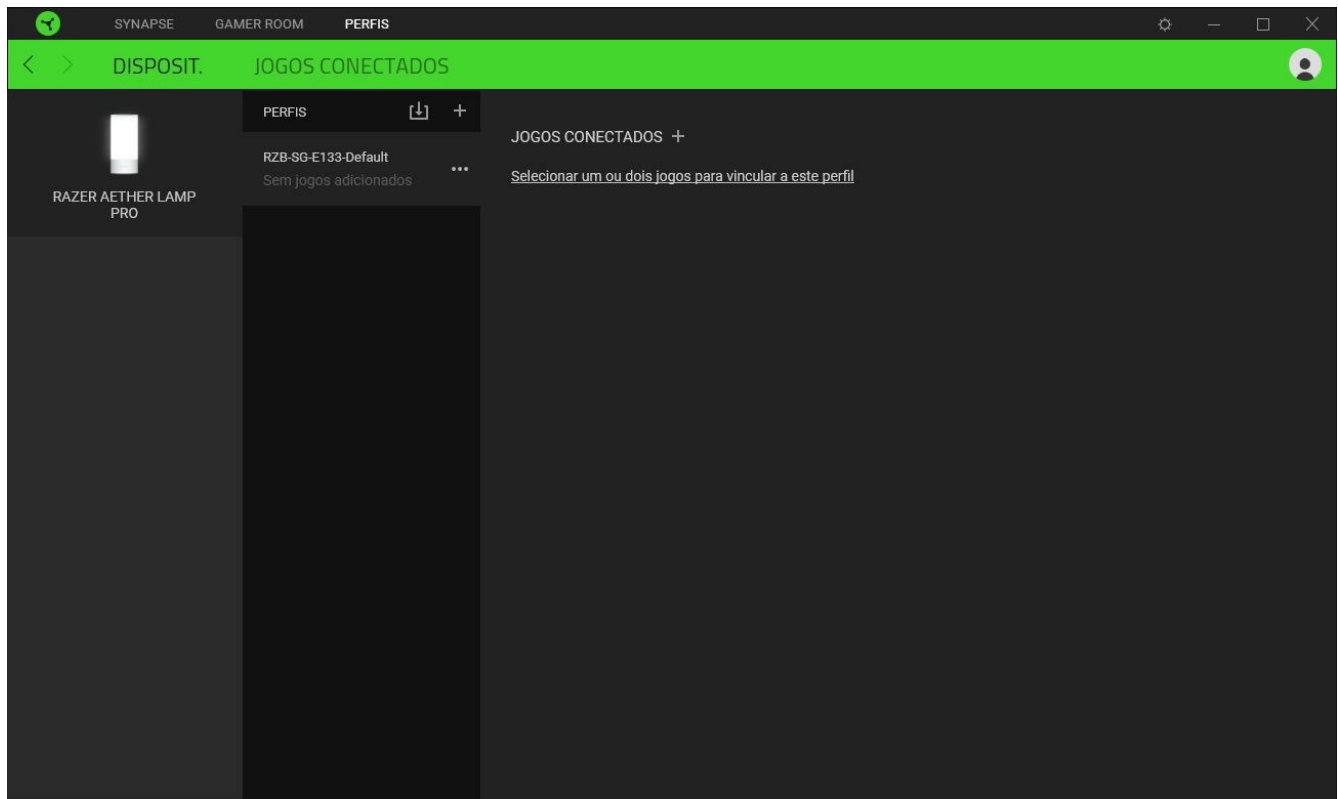 SYNAPSE GAMER ROOM PERFIS
DISPOSIT. JOGOS CONECTADOS
RAZER AETHER LAMP
PRO
PERFIS
RZB-SG-E133-Default
Sem jogos adicionados
JOGOS CONECTADOS
Selecionar um ou dois jogos para vincular a este perfil